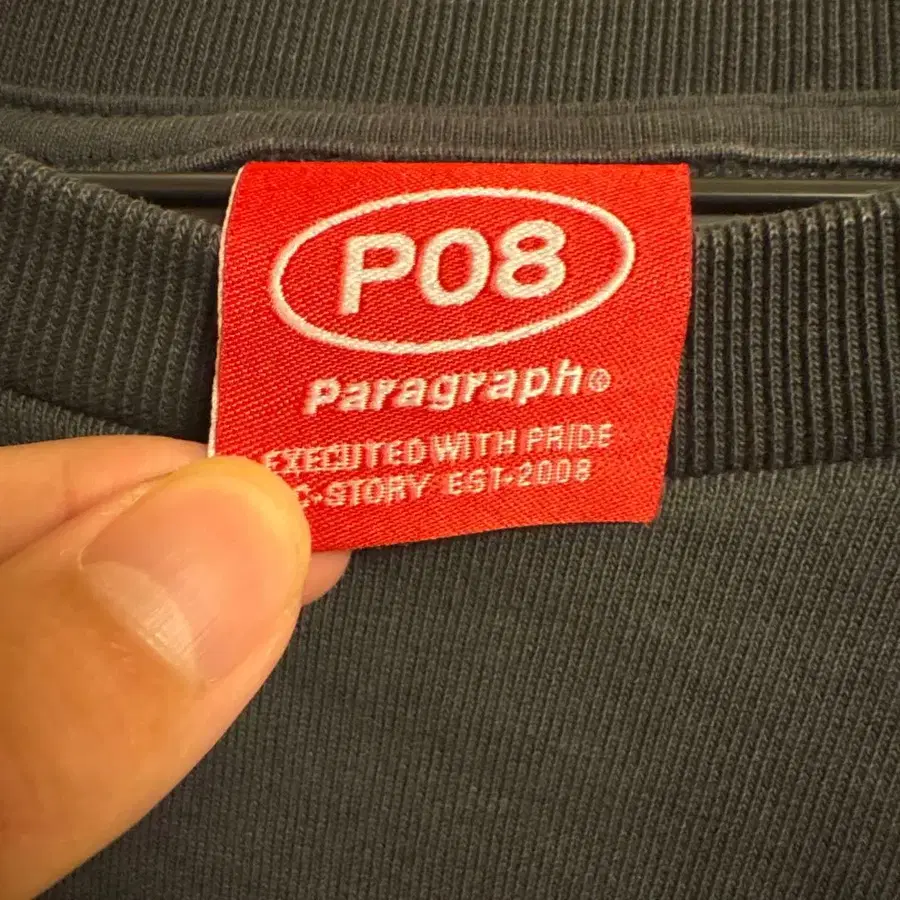 P08
Paragraph®
EXECUTED WITH PRIDE
C-STORY EST-2008